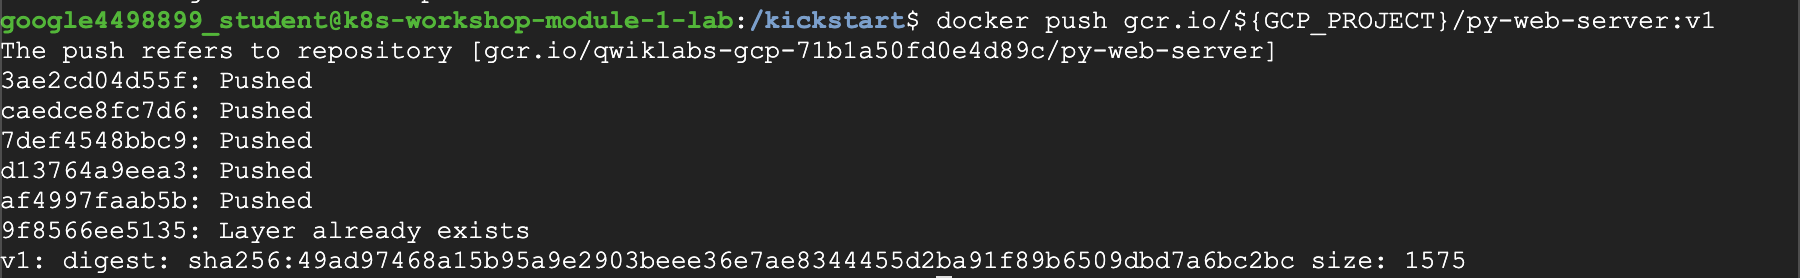 google4498899_student@k8s-workshop-module-1-lab:/kickstart$ docker push gcr.io/${GCP_PROJECT}/py-web-server:v1
The push refers to repository [gcr.io/qwiklabs-gcp-71b1a50fd0e4d89c/py-web-server]
3ae2cd04d55f: Pushed
caedce8fc7d6: Pushed
7def4548bbc9: Pushed
d13764a9eea3: Pushed
af4997faab5b: Pushed
9f8566ee5135: Layer already exists
v1: digest: sha256:49ad97468a15b95a9e2903beee36e7ae8344455d2ba91f89b6509dbd7a6bc2bc size: 1575